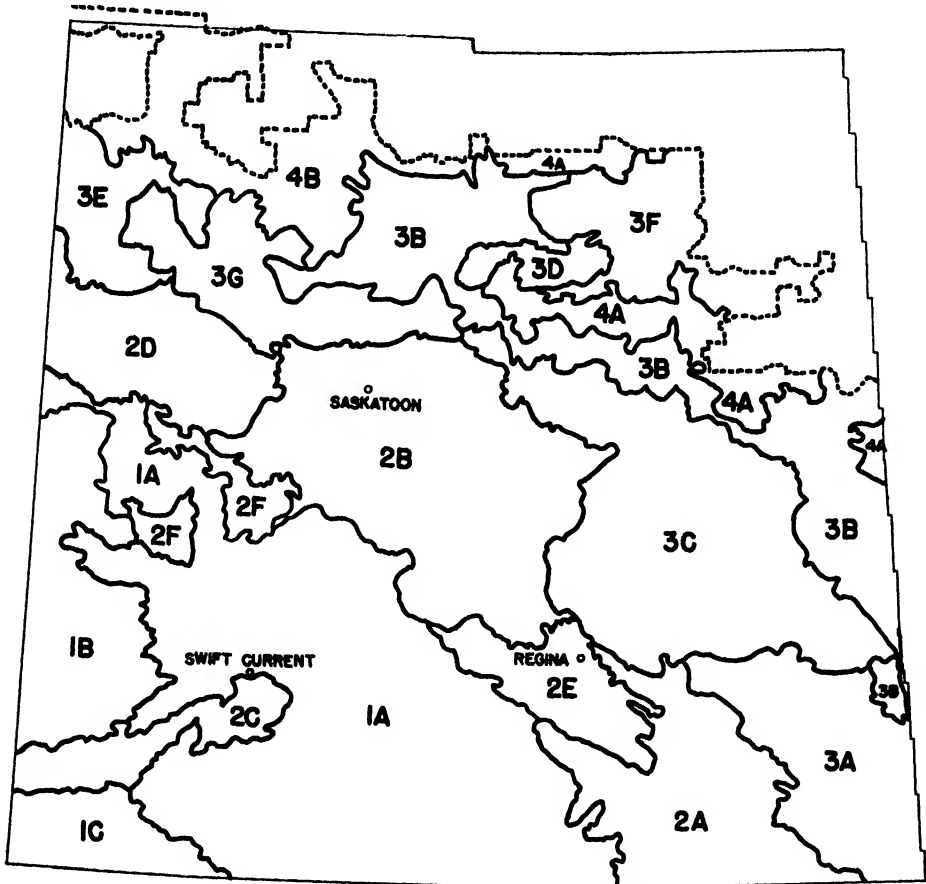 4A
4B
3E
3B
3F
3G
3D
4A
2D
3B
SASKATOON
4A
2B
4A
1A
2F
2F
3C
3B
1B
SWIFT CURRENT
REGINA
2E
3B
2C
1A
3A
2A
1C